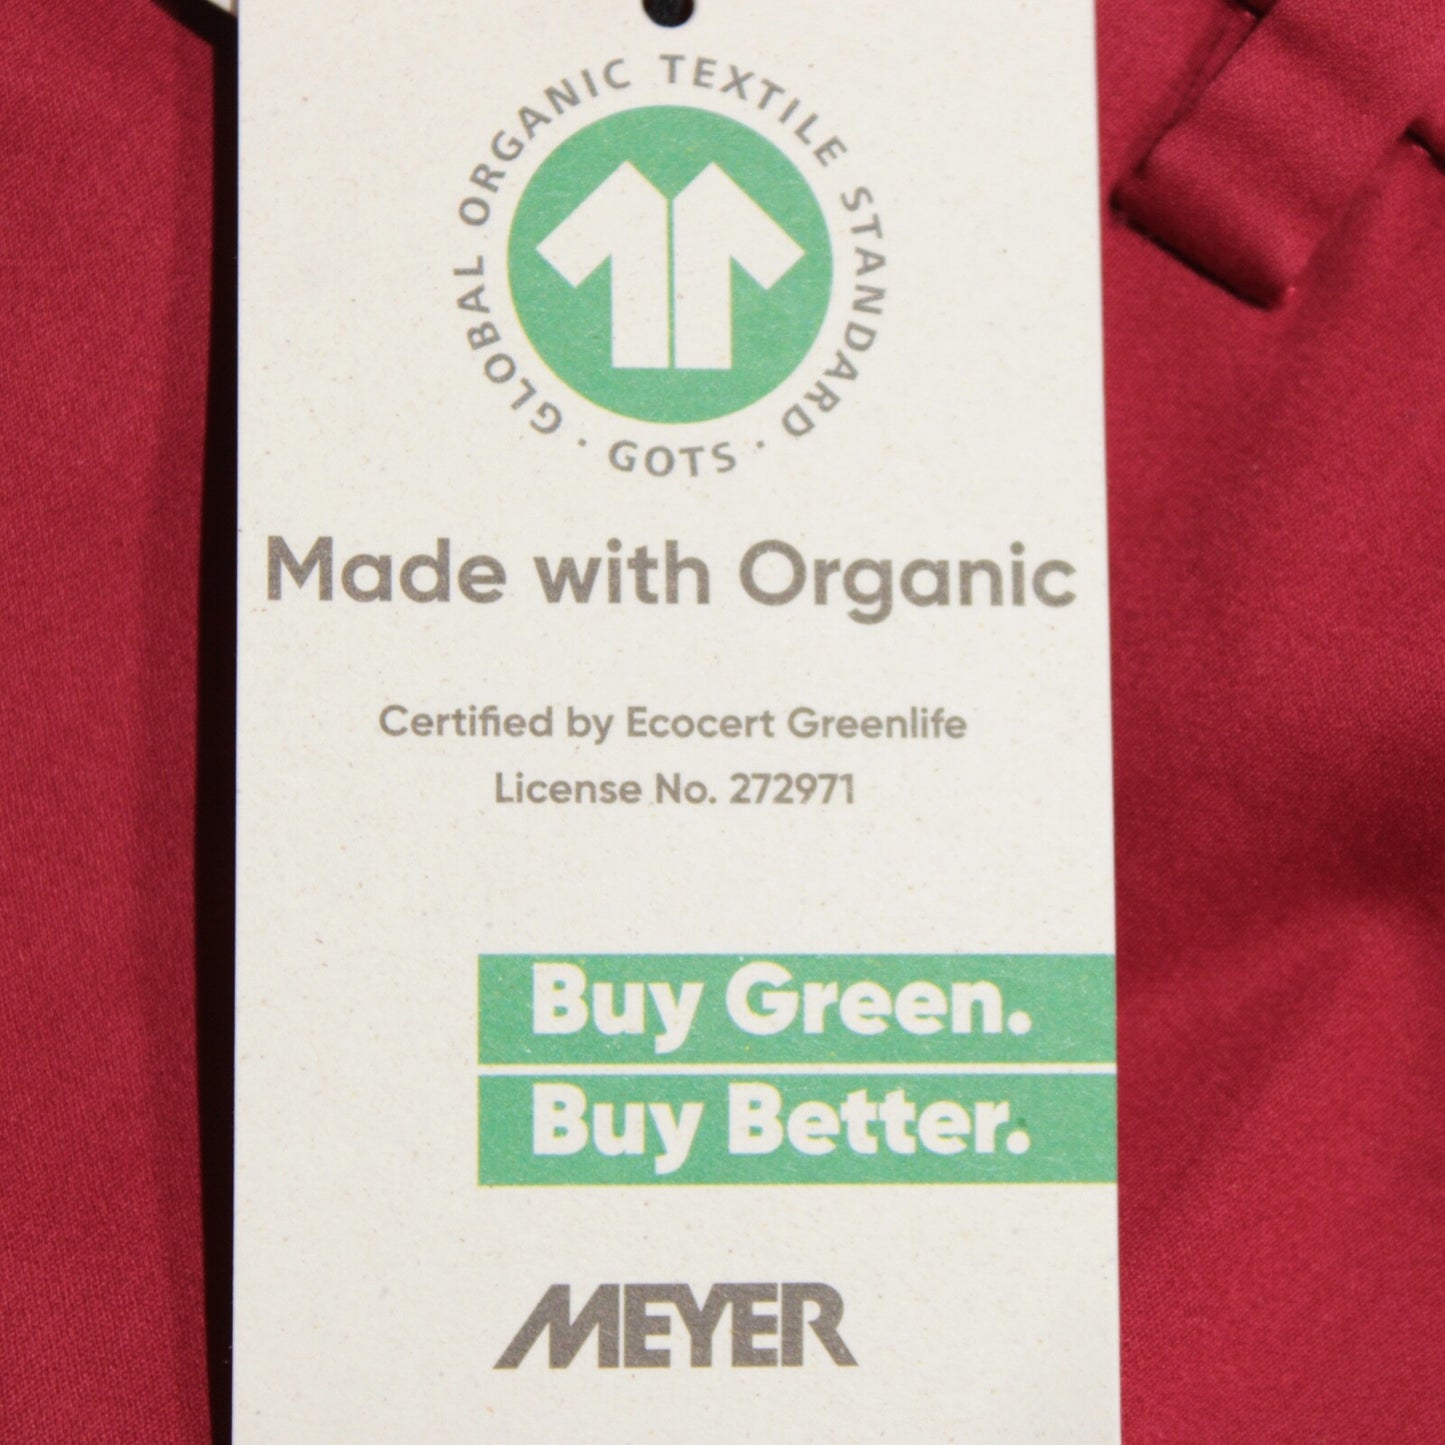 GLOBAL ORGANIC TEXTILE STANDARD
· GOTS ·
Made with Organic
Certified by Ecocert Greenlife
License No. 272971
Buy Green.
Buy Better.
MEYER